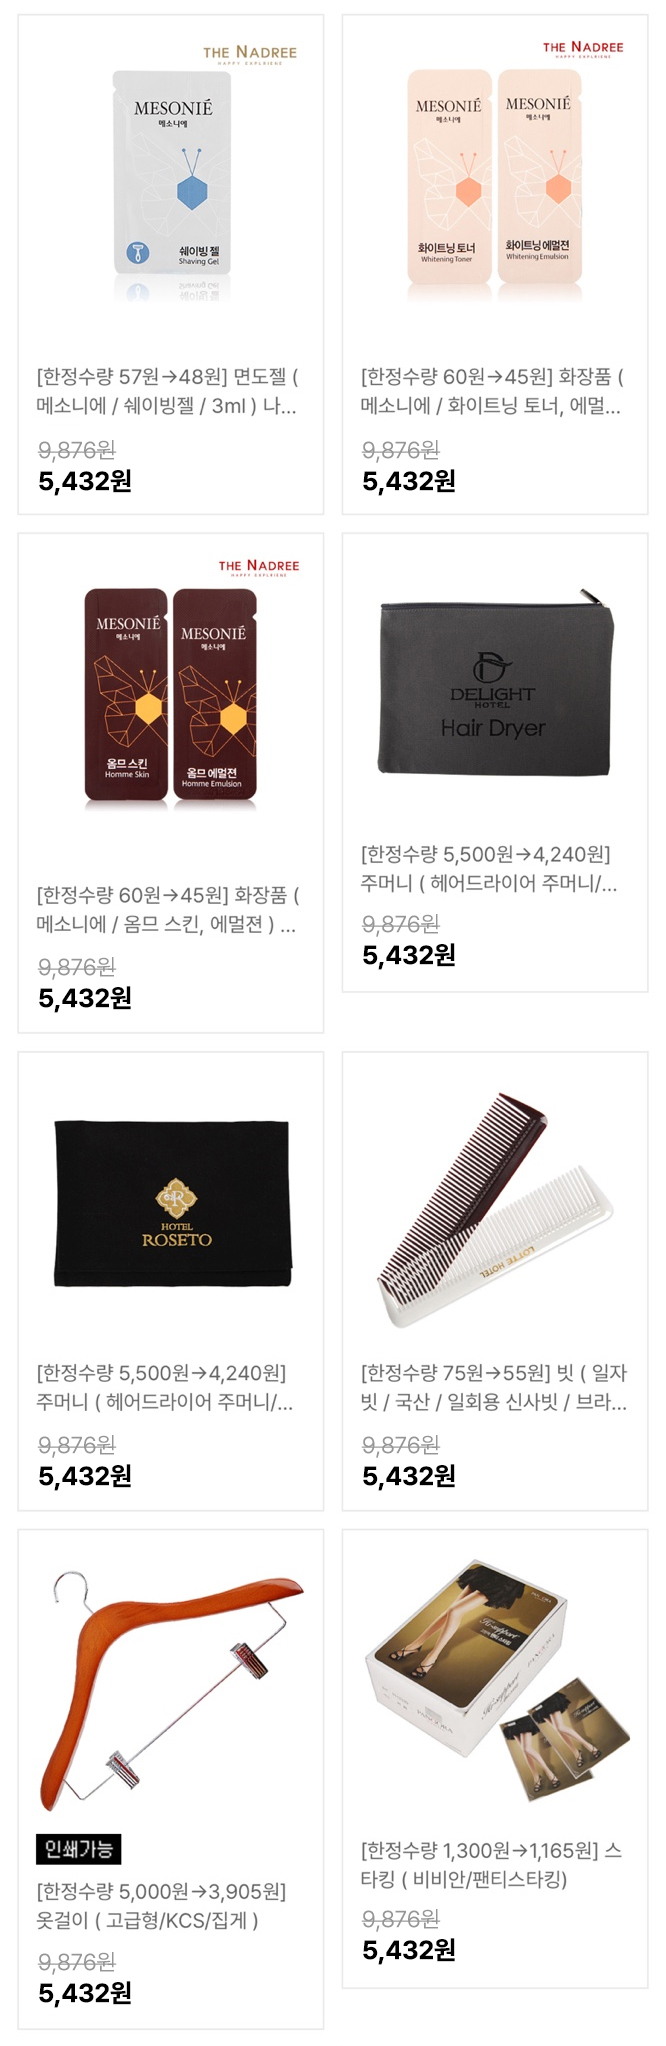 THE NADREE
HAPPY EXPLRIENE
MESONIÉ
메소니에
쉐이빙 젤
Shaving Gel
[한정수량 57원→48원] 면도젤 (
메소니에 / 쉐이빙젤 / 3ml ) 나...
9,876원
5,432원
THE NADREE
HAPPY EXPLRIENE
MESONIÉ
메소니에
화이트닝 토너
Whitening Toner
MESONIÉ
메소니에
화이트닝 에멀젼
Whitening Emulsion
[한정수량 60원→45원] 화장품 (
메소니에 / 화이트닝 토너, 에멀...
9,876원
5,432원
THE NADREE
HAPPY EXPLRIENE
MESONIÉ
메소니에
옴므 스킨
Homme Skin
MESONIÉ
메소니에
옴므 에멀젼
Homme Emulsion
[한정수량 60원→45원] 화장품 (
메소니에 / 옴므 스킨, 에멀젼 ) ...
9,876원
5,432원
DELIGHT
HOTEL
Hair Dryer
[한정수량 5,500원→4,240원]
주머니 ( 헤어드라이어 주머니/...
9,876원
5,432원
HOTEL
ROSETO
[한정수량 5,500원→4,240원]
주머니 ( 헤어드라이어 주머니/...
9,876원
5,432원
LOTTE HOTEL
[한정수량 75원→55원] 빗 ( 일자
빗 / 국산 / 일회용 신사빗 / 브라...
9,876원
5,432원
인쇄가능
[한정수량 5,000원→3,905원]
옷걸이 ( 고급형/KCS/집게 )
9,876원
5,432원
[한정수량 1,300원→1,165원] 스
타킹 ( 비비안/팬티스타킹)
9,876원
5,432원